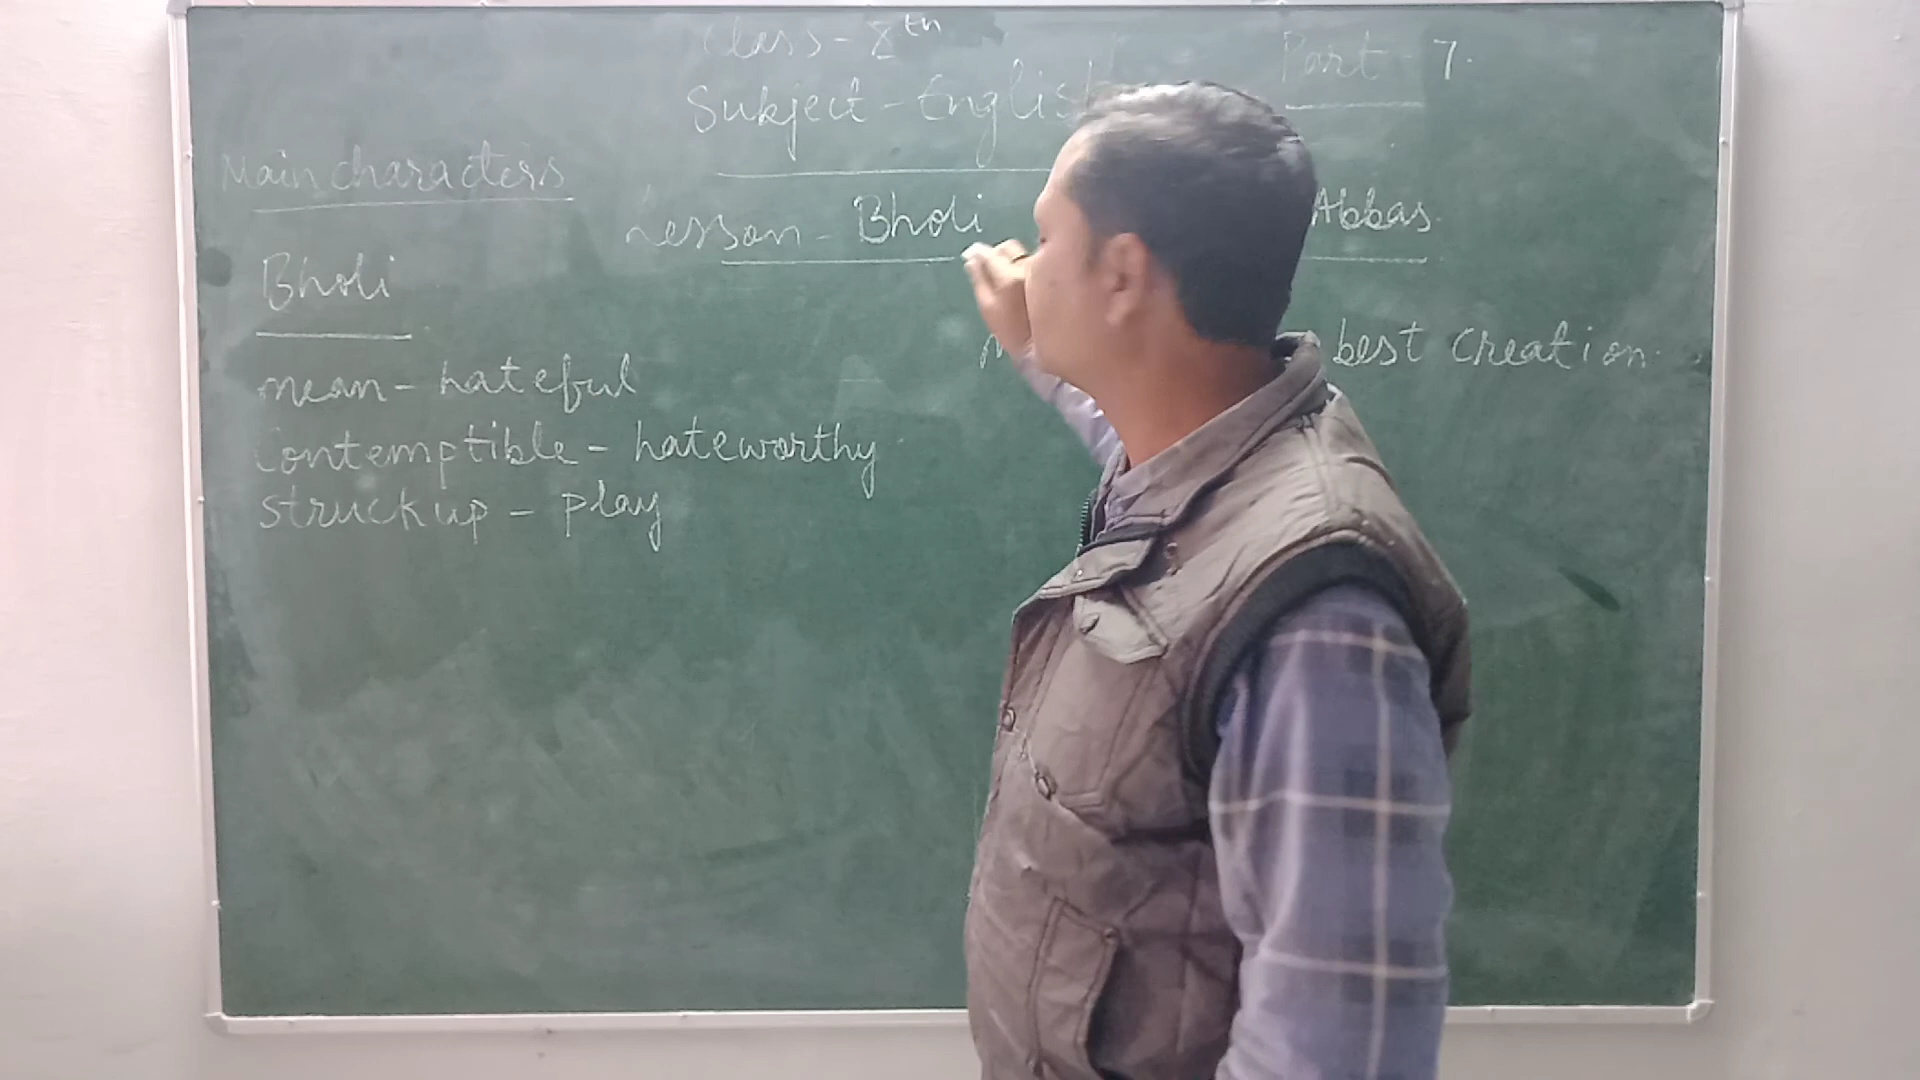 Class - Xth
Part - 7.
Subject - English
Main characters
Lesson - Bholi
Abbas.
Bholi
best creation.
mean - hateful
Contemptible - hateworthy
struck up - play